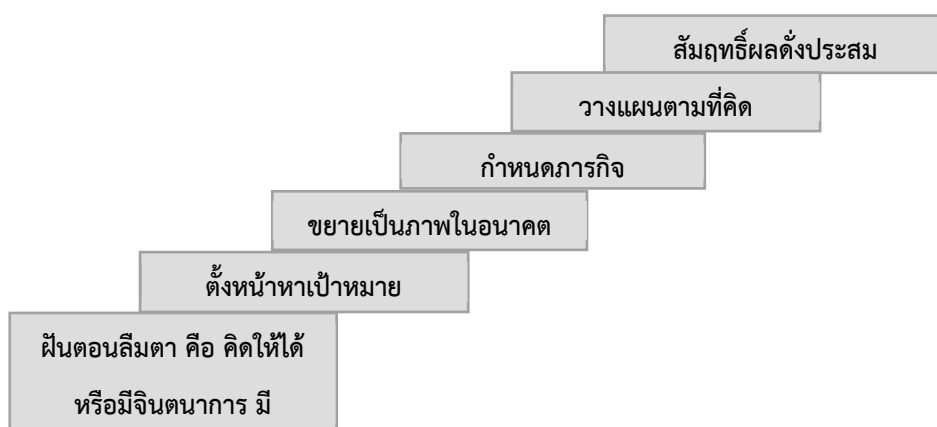 สัมฤทธิ์ผลดั่งประสม
วางแผนตามที่คิด
กำหนดภารกิจ
ขยายเป็นภาพในอนาคต
ตั้งหน้าหาเป้าหมาย
ฝันตอนลืมตา คือ คิดให้ได้
หรือมีจินตนาการ มี